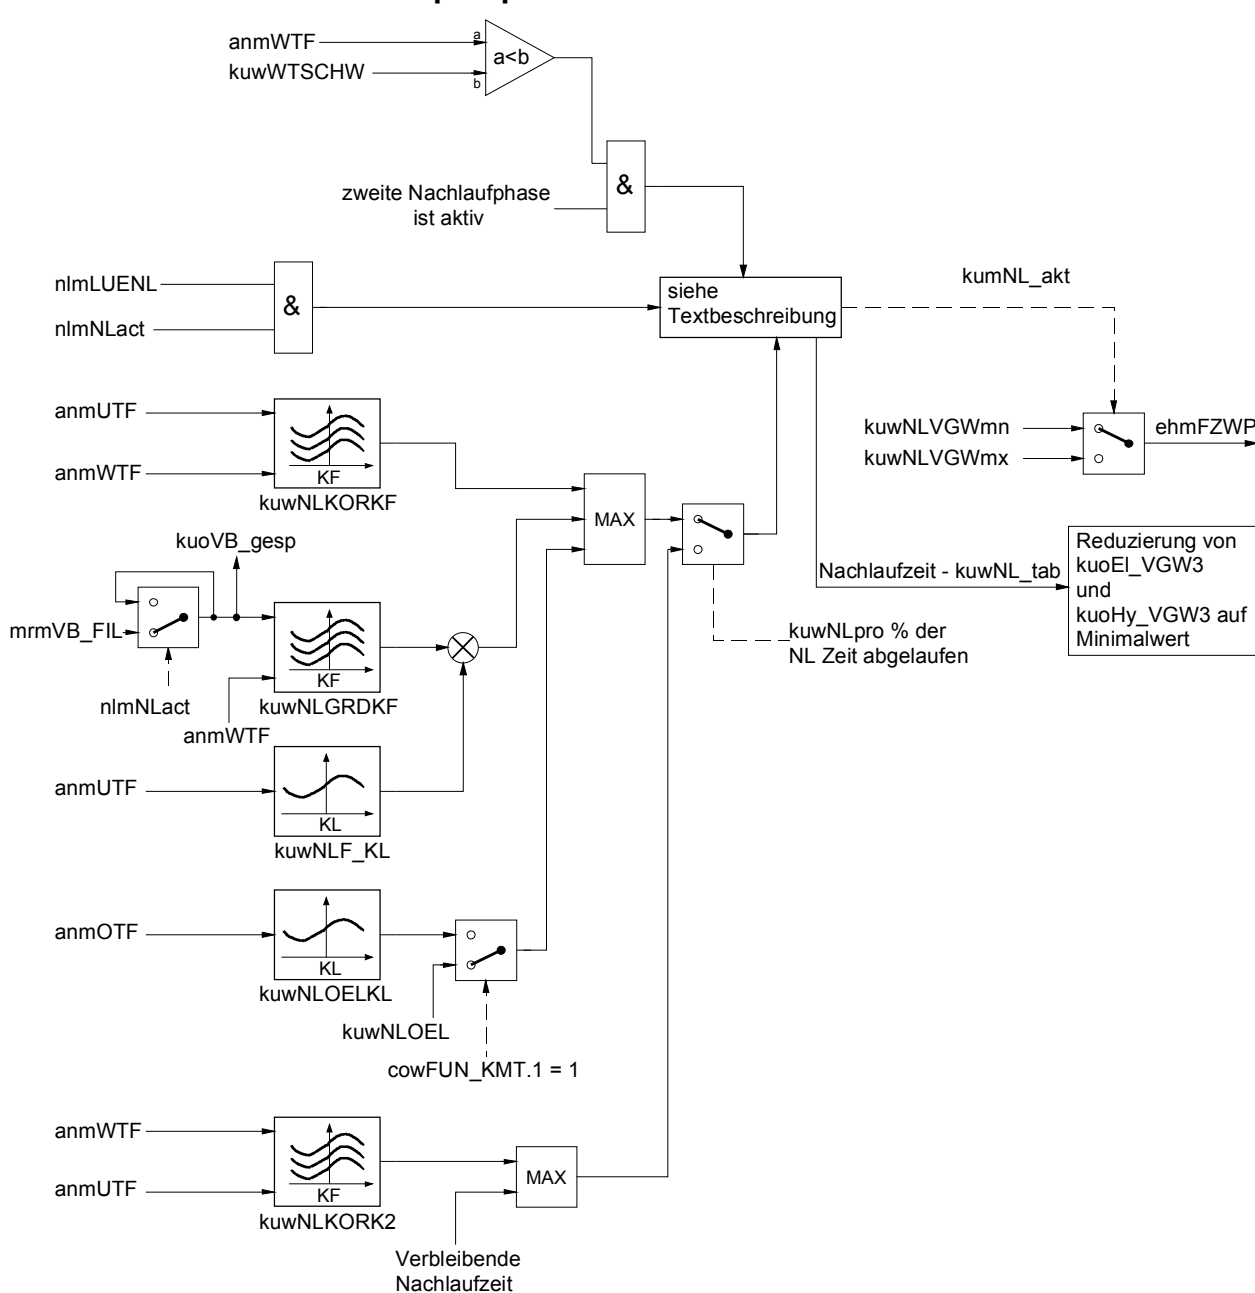 anmWTF
a
a<b
kuwWTSCHW
b
zweite Nachlaufphase
ist aktiv
&
nlmLUENL
nlmNLact
&
siehe
Textbeschreibung
kumNL_akt
anmUTF
anmWTF
KF
kuwNLKORKF
kuwNLVGWmn
kuwNLVGWmx
ehmFZWP
MAX
kuoVB_gesp
mrmVB_FIL
nlmNLact
anmWTF
KF
kuwNLGRDKF
Nachlaufzeit - kuwNL_tab
Reduzierung von
kuoEl_VGW3
und
kuoHy_VGW3 auf
Minimalwert
kuwNLpro % der
NL Zeit abgelaufen
anmUTF
KL
kuwNLF_KL
anmOTF
KL
kuwNLOELKL
kuwNLOEL
cowFUN_KMT.1 = 1
anmWTF
anmUTF
KF
kuwNLKORK2
MAX
Verbleibende
Nachlaufzeit